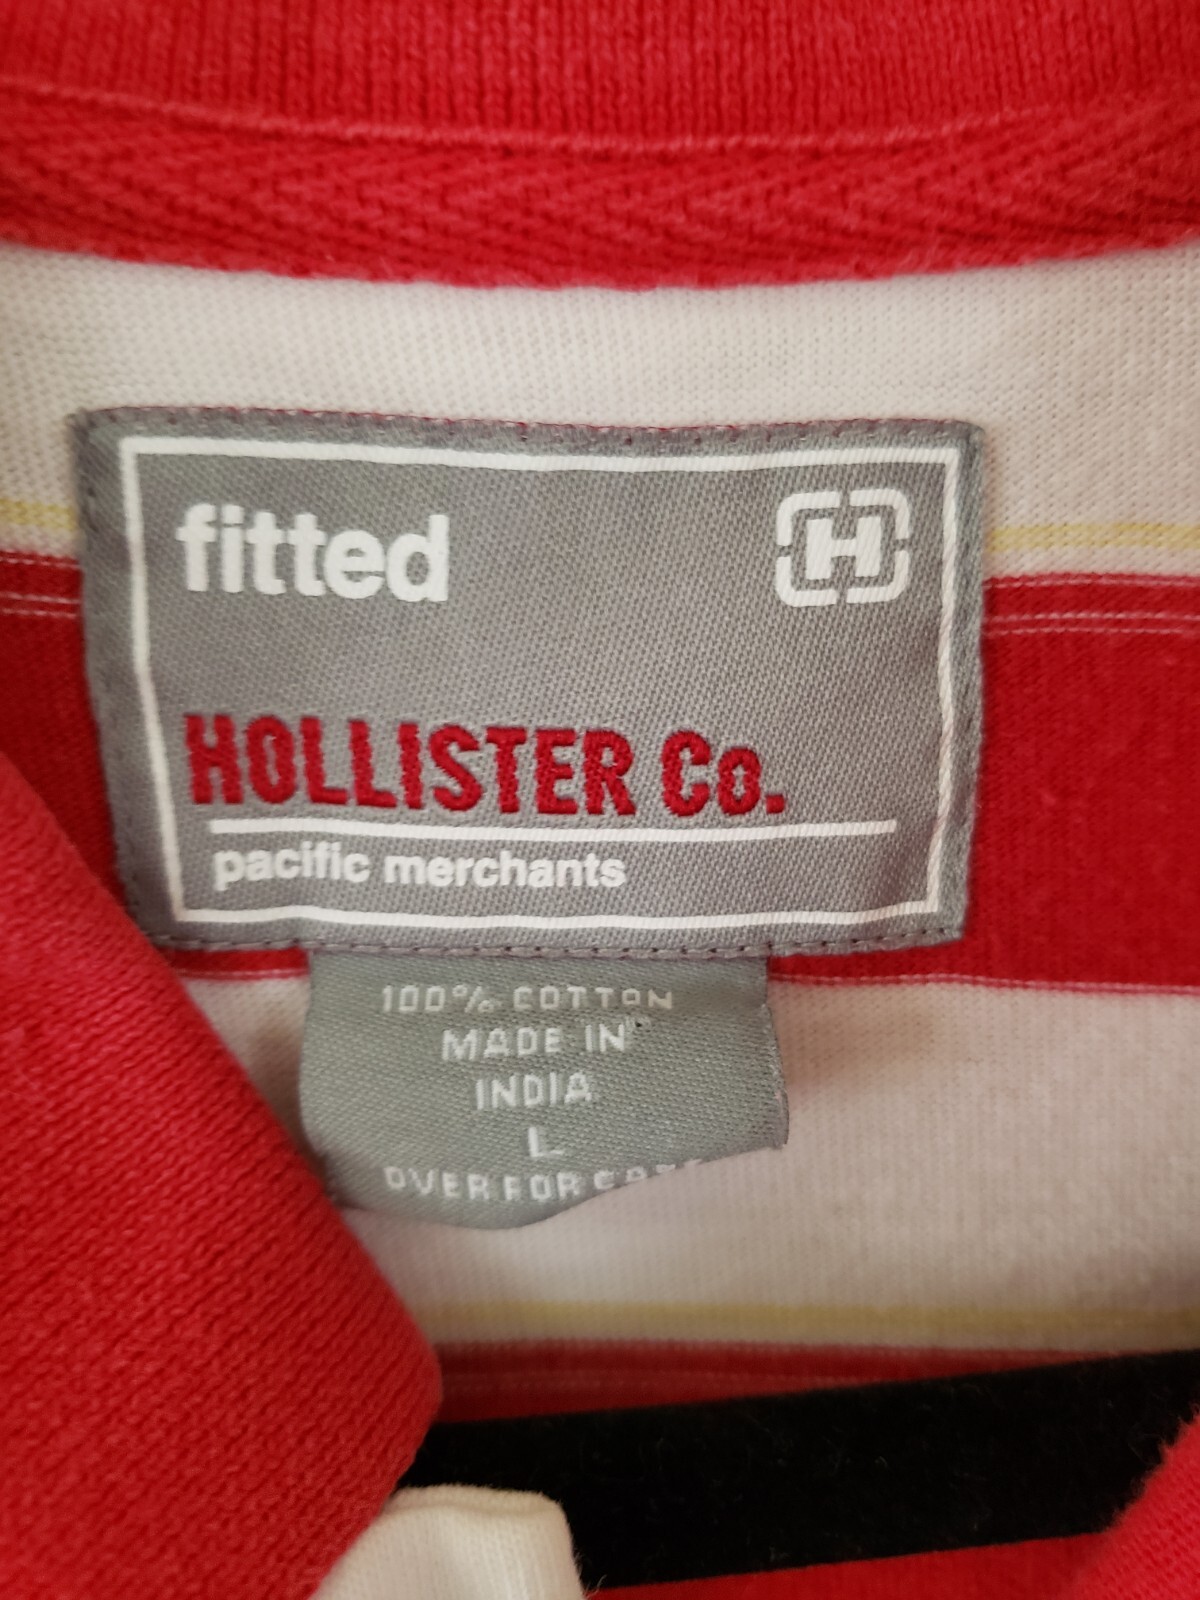 fitted
H
HOLLISTER Co.
pacific merchants
100% COTTON
MADE IN
INDIA
L
OVER FOR